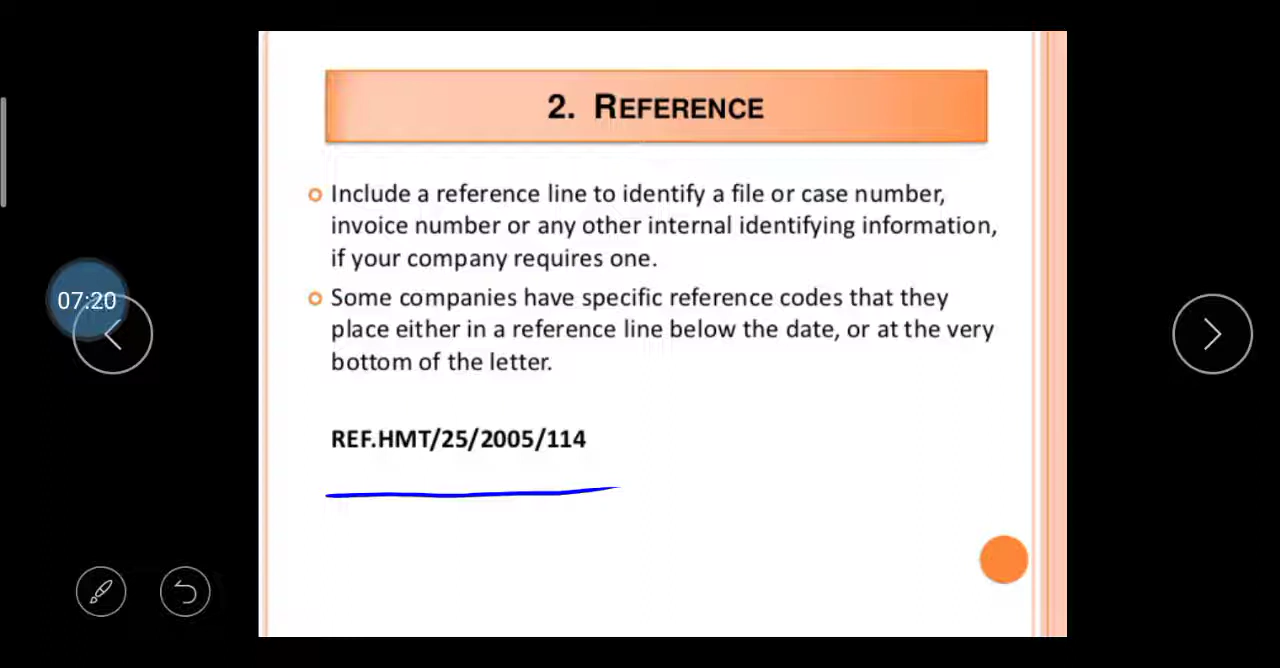 2. REFERENCE
Include a reference line to identify a file or case number,
invoice number or any other internal identifying information,
if your company requires one.
Some companies have specific reference codes that they
place either in a reference line below the date, or at the very
bottom of the letter.
07:20
REF.HMT/25/2005/114